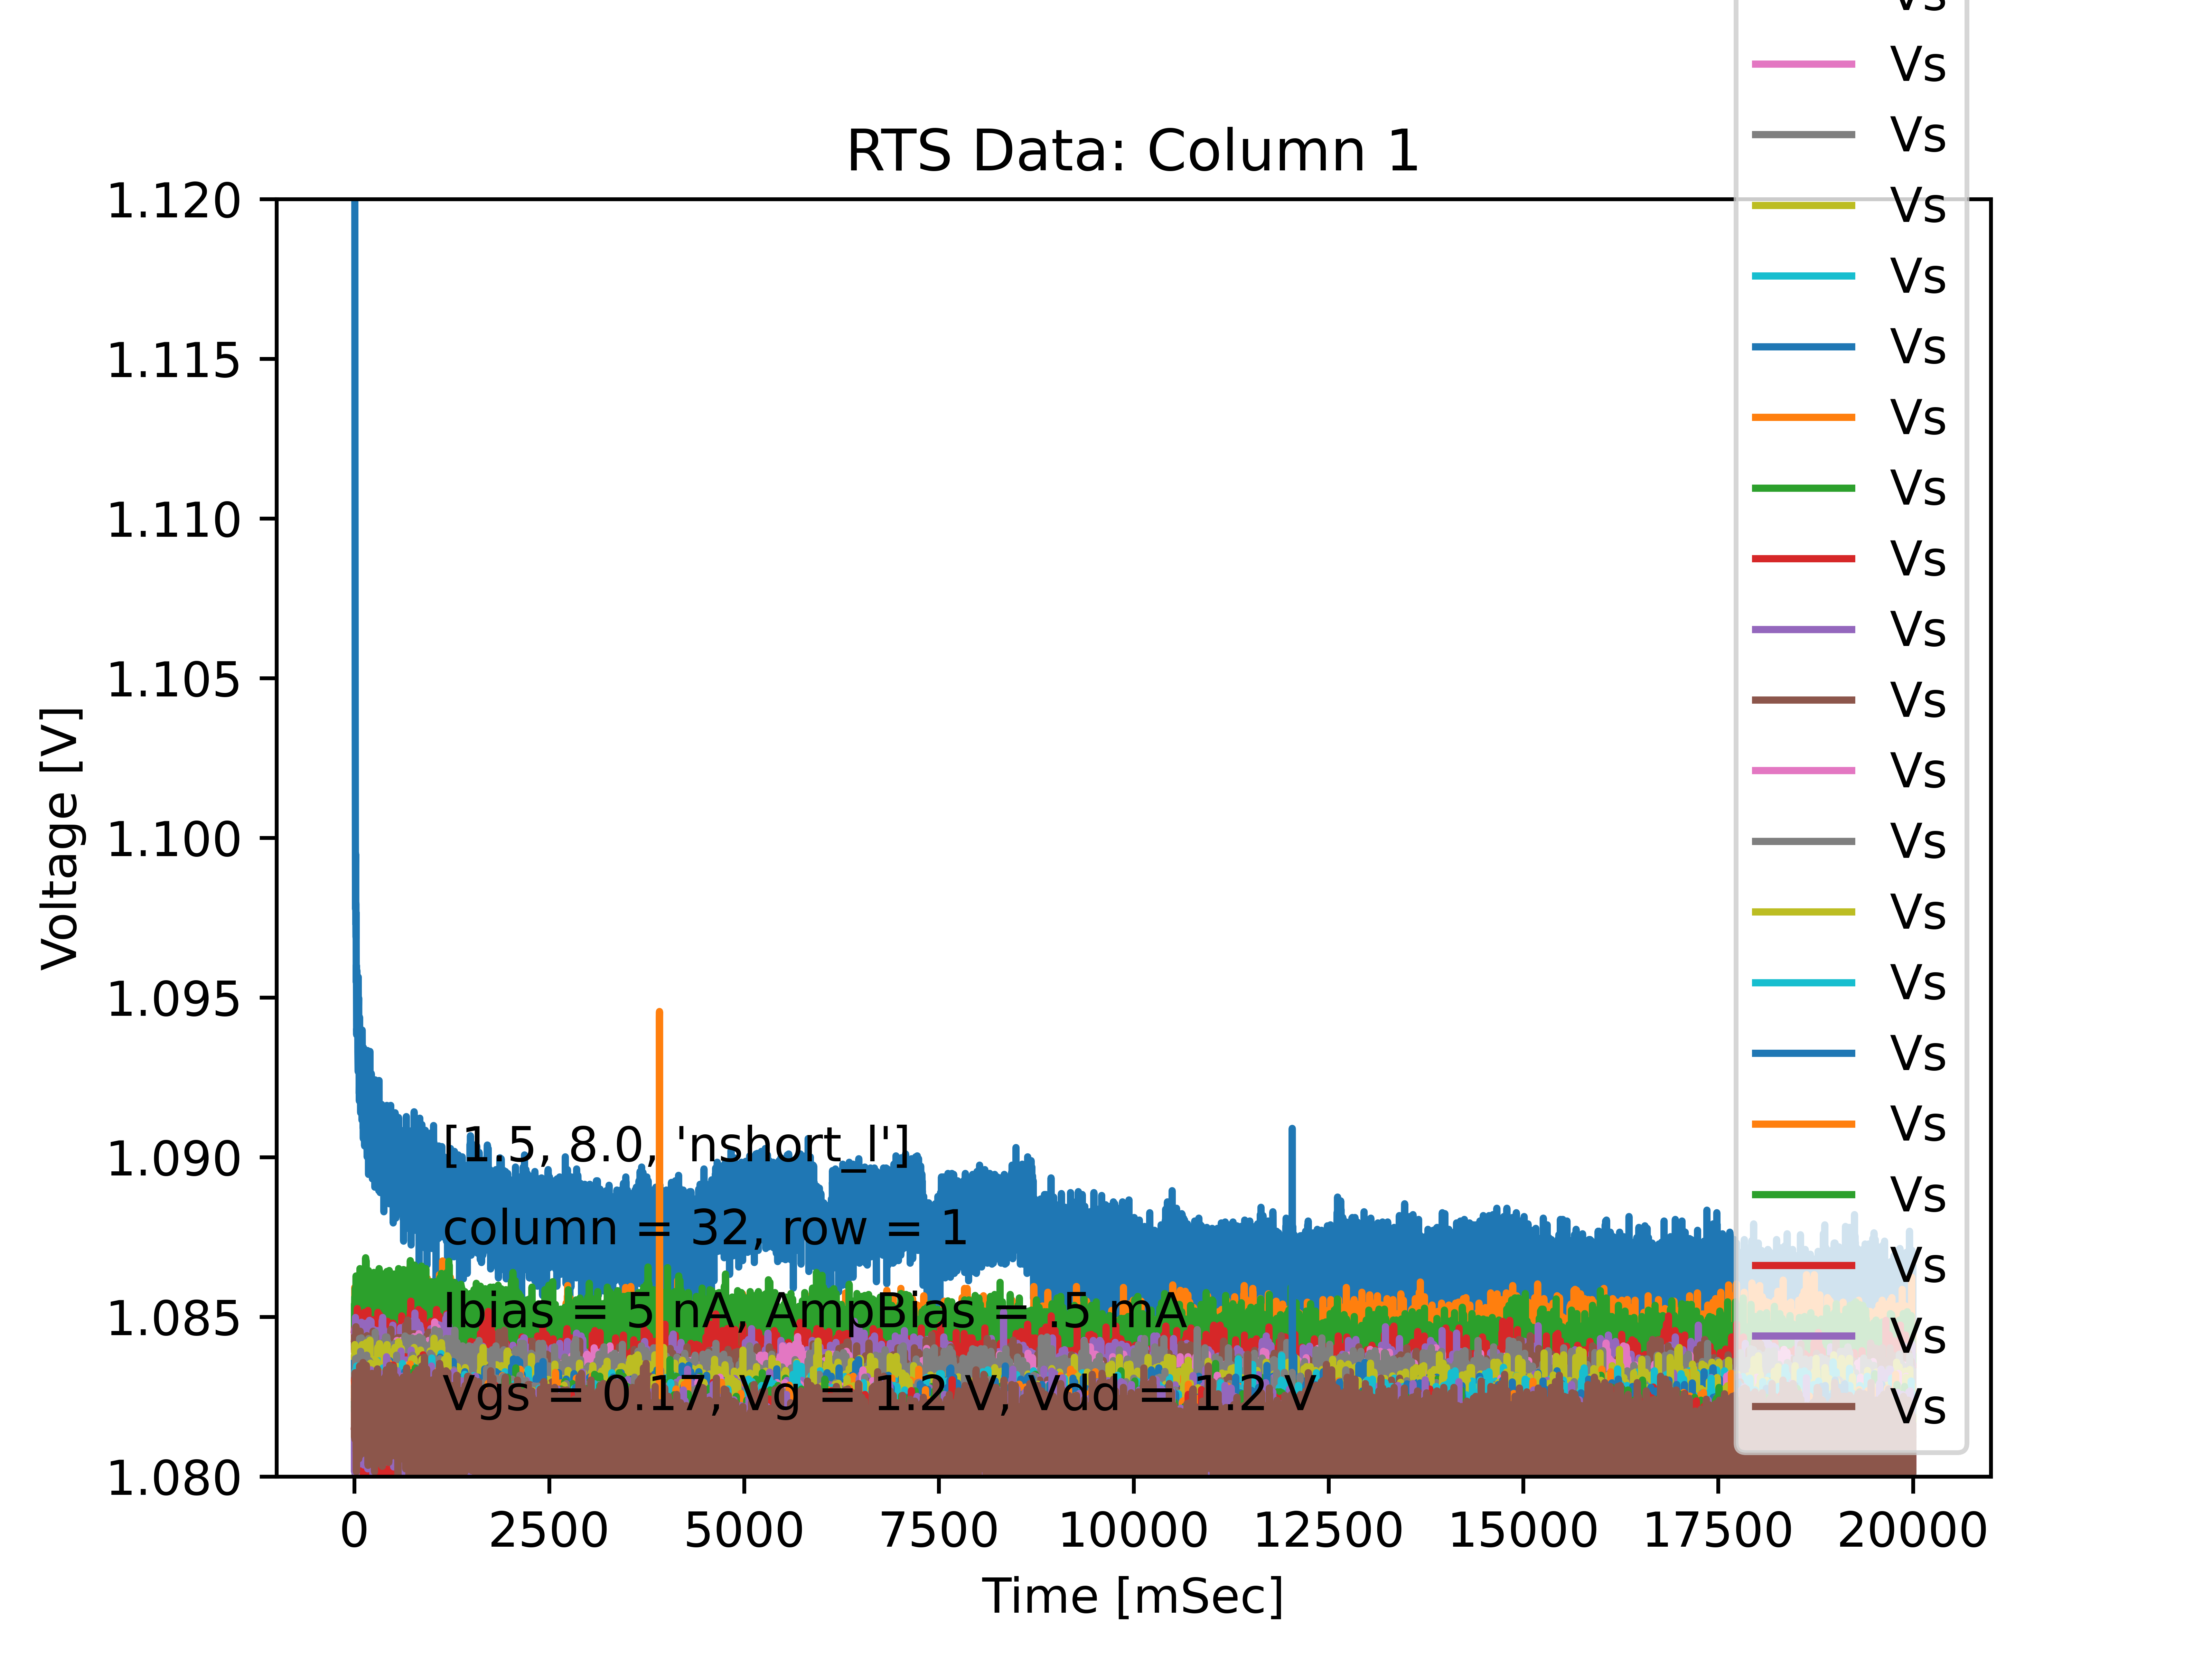 Vs
Vs
Vs
RTS Data: Column 1
1.120
Vs
Vs
Vs
1.115
Vs
Vs
1.110
Vs
Vs
1.105
Vs
Voltage [V]
Vs
1.100
Vs
Vs
1.095
Vs
Vs
Vs
[1.5, 8.0, 'nshort_l']
1.090
Vs
column = 32, row = 1
Vs
Ibias = 5 nA, AmpBias = .5 mA
1.085
Vs
Vgs = 0.17, Vg = 1.2 V, Vdd = 1.2 V
Vs
1.080
0 2500 5000 7500 10000 12500 15000 17500 20000
Time [mSec]